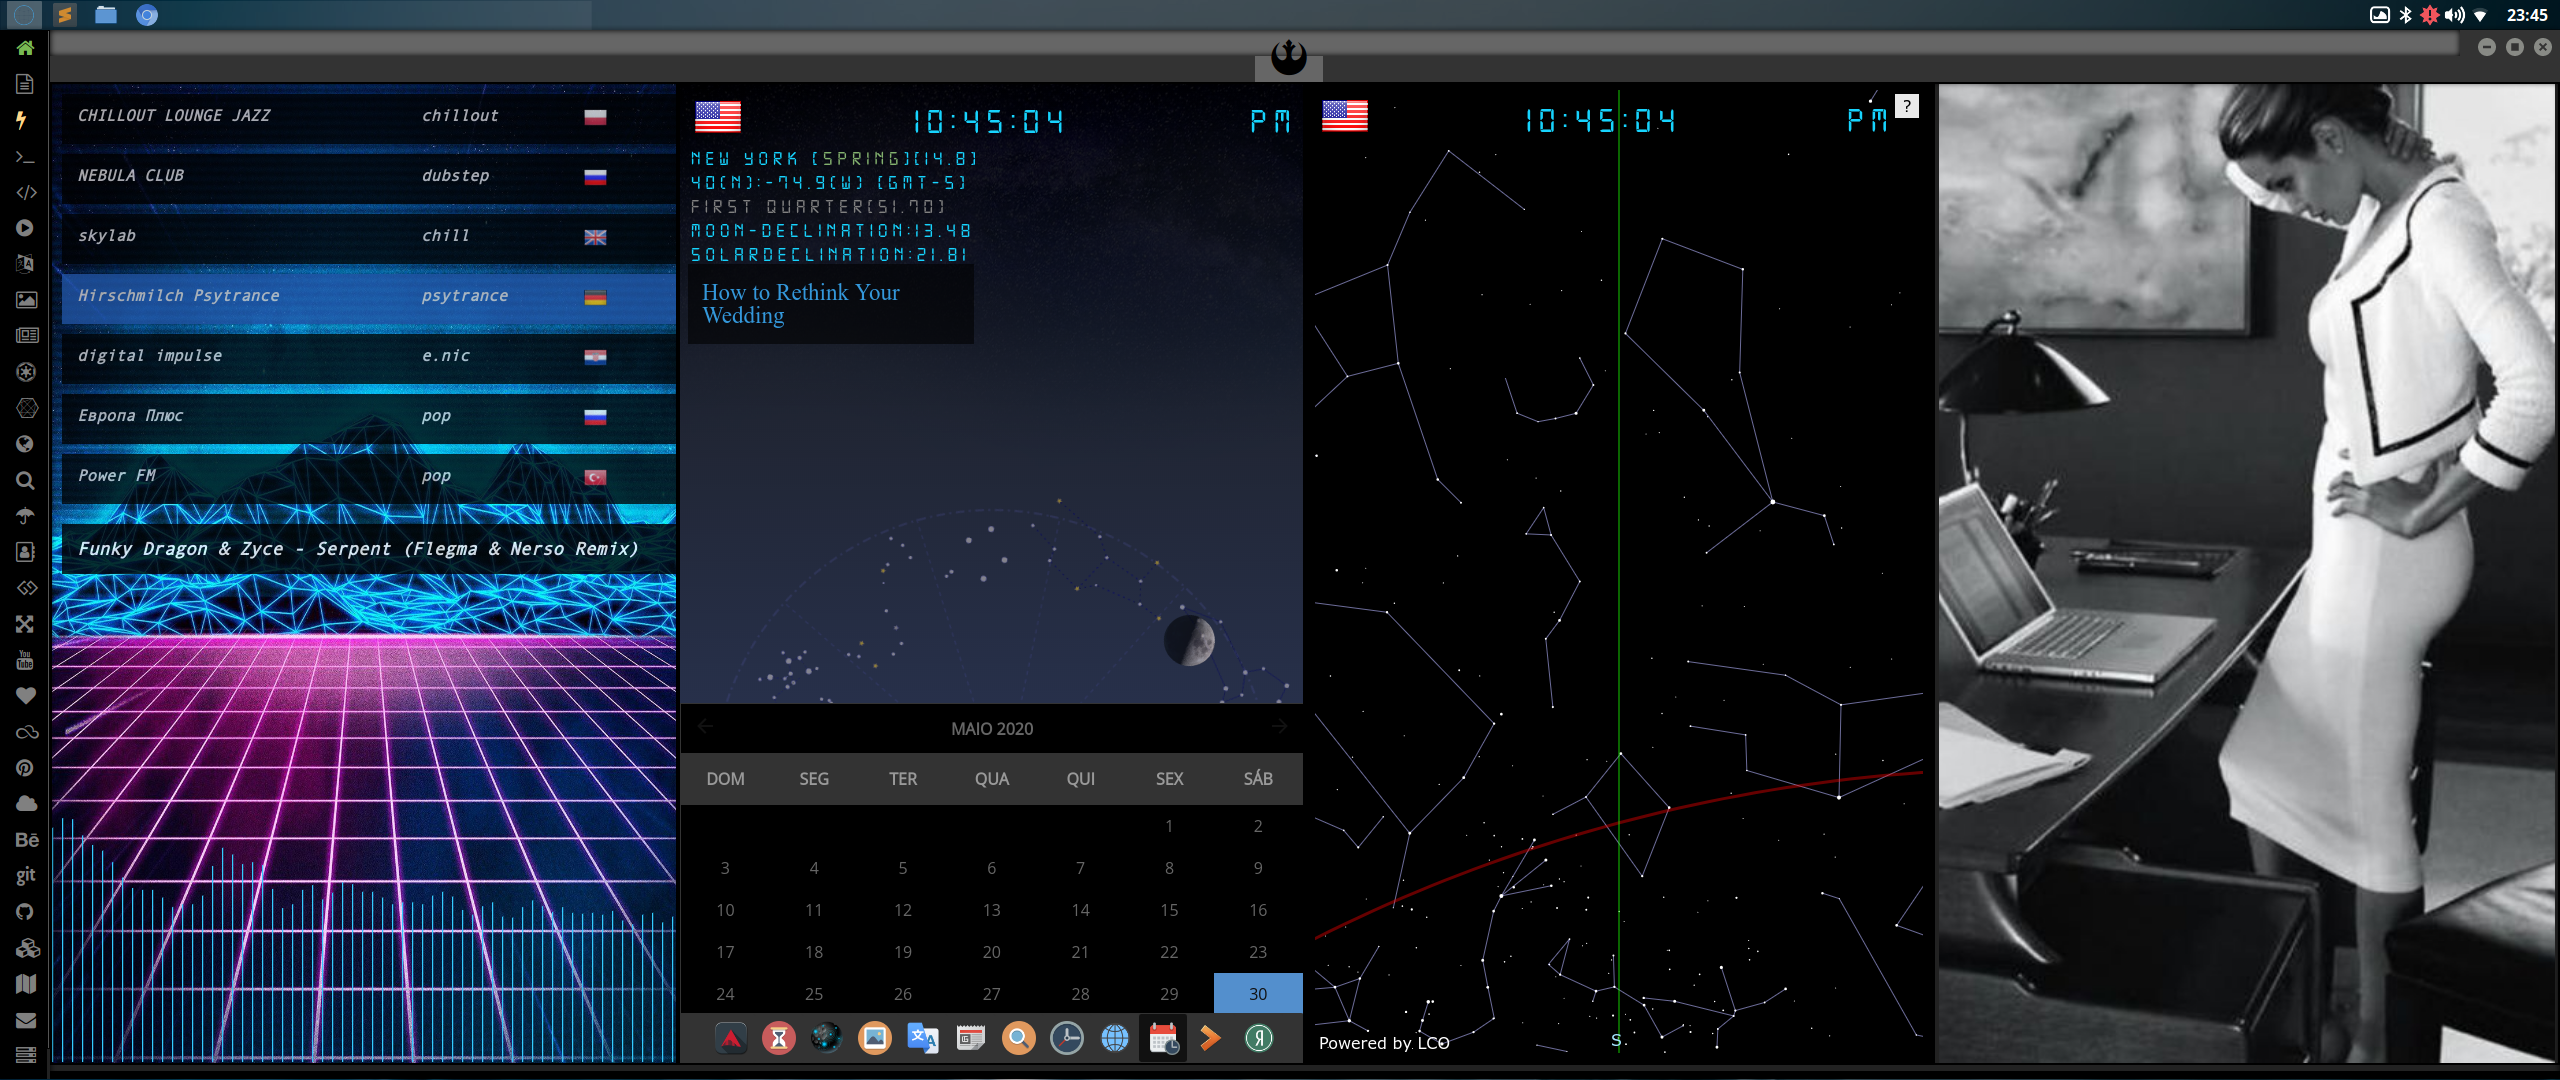 23:45
CHILLOUT LOUNGE JAZZ chillout
NEBULA CLUB dubstep
skylab chill
Hirschmilch Psytrance psytrance
digital impulse e.nic
Европа Плюс pop
Power FM pop
Funky Dragon & Zyce - Serpent (Flegma & Nerso Remix)
You
Tube
Bē
git
10:45:04 PM
NEW YORK [SPRING][14.8]
40(N):-74.9(W) [GMT-5]
FIRST QUARTER[51.70]
MOON-DECLINATION:13.48
SOLARDECLINATION:21.81
How to Rethink Your
Wedding
MAIO 2020
DOM SEG TER QUA QUI SEX SÁB
1 2
3 4 5 6 7 8 9
10 11 12 13 14 15 16
17 18 19 20 21 22 23
24 25 26 27 28 29 30
10:45:04 PM ?
S
Powered by LCO